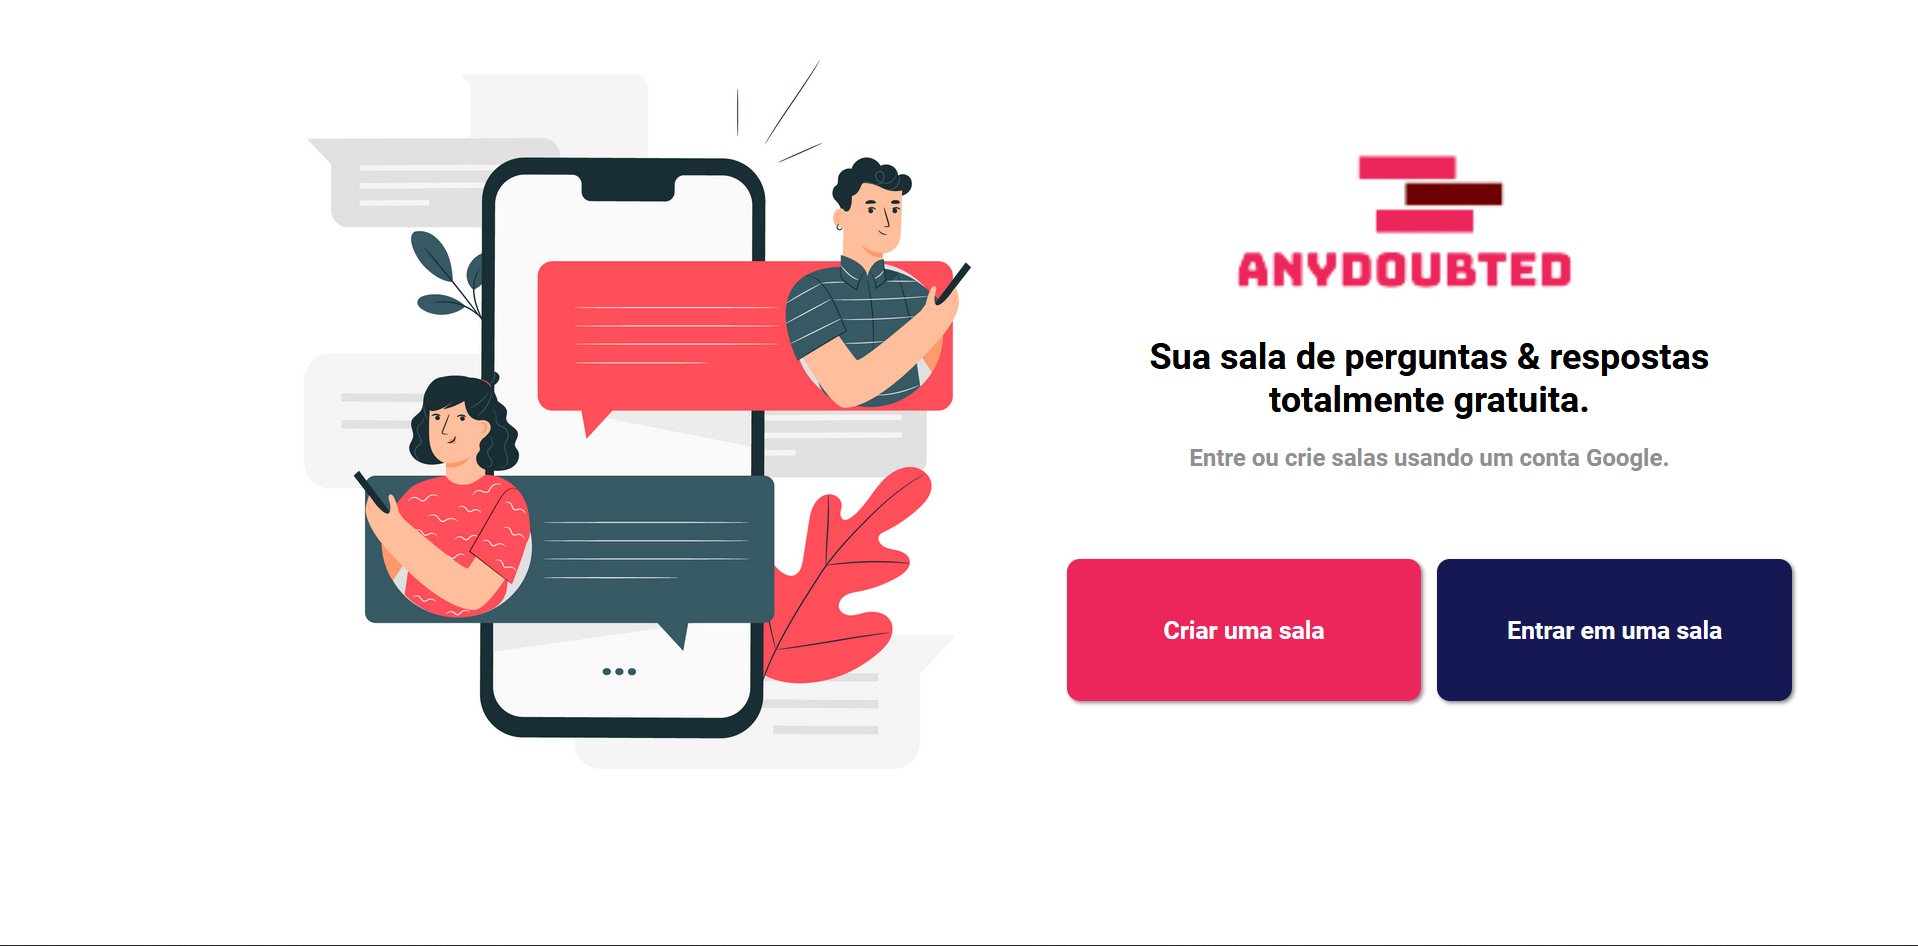 ANYDOUBTED
Sua sala de perguntas & respostas
totalmente gratuita.
Entre ou crie salas usando um conta Google.
Criar uma sala
Entrar em uma sala